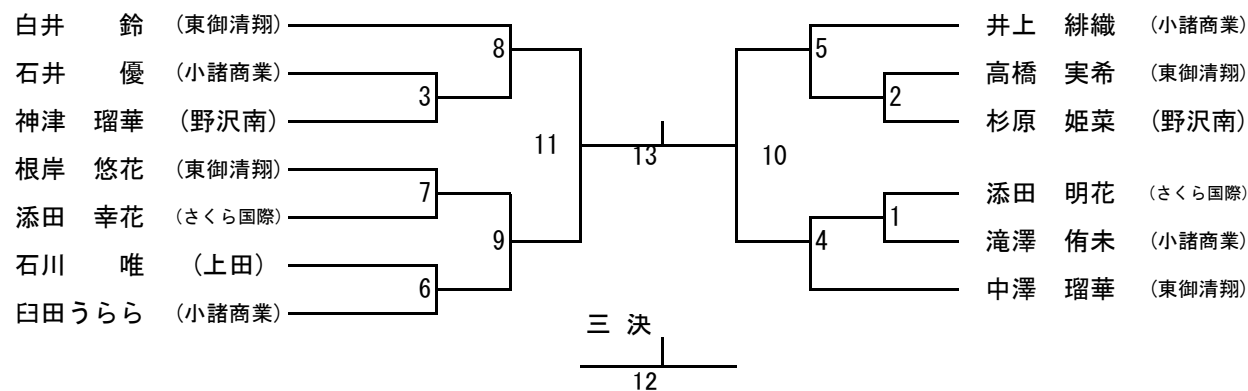 白井 鈴 (東御清翔)
石井 優 (小諸商業)
神津 瑠華 (野沢南)
根岸 悠花 (東御清翔)
添田 幸花 (さくら国際)
石川 唯 (上田)
臼田うらら (小諸商業)
8
3
7
9
6
11
13
10
5
2
1
4
井上 緋織 (小諸商業)
高橋 実希 (東御清翔)
杉原 姫菜 (野沢南)
添田 明花 (さくら国際)
滝澤 侑未 (小諸商業)
中澤 瑠華 (東御清翔)
三 決
12